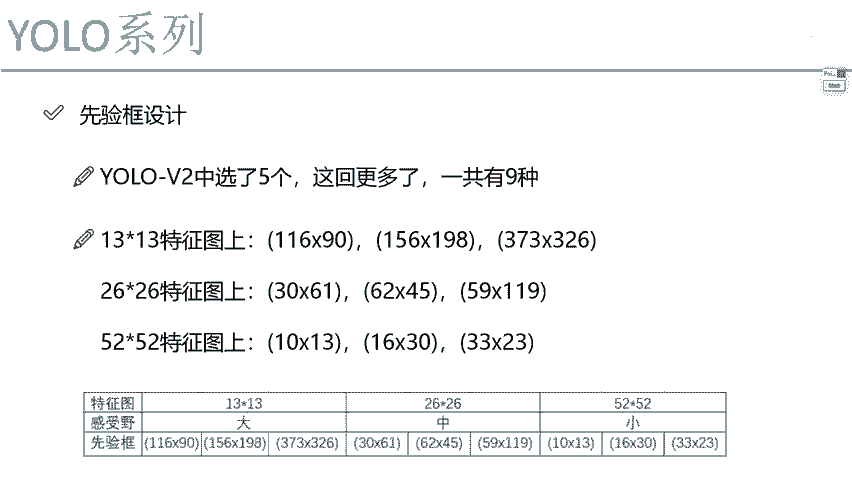 YOLO系列
先验框设计
YOLO-V2中选了5个，这回更多了，一共有9种
13*13特征图上：(116x90)，(156x198)，(373x326)
26*26特征图上：(30x61)，(62x45)，(59x119)
52*52特征图上：(10x13)，(16x30)，(33x23)
特征图 13*13 26*26 52*52
感受野 大 中 小
先验框 (116x90) (156x198) (373x326) (30x61) (62x45) (59x119) (10x13) (16x30) (33x23)